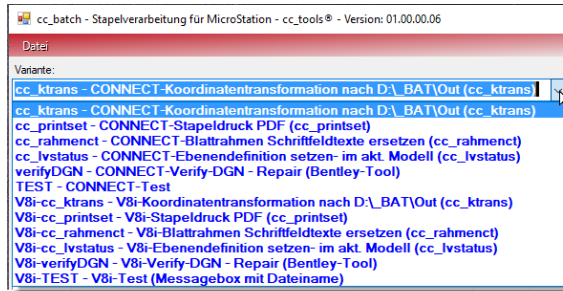 cc_batch - Stapelverarbeitung für MicroStation - cc_tools® - Version: 01.00.00.06
Datei
Variante:
cc_ktrans - CONNECT-Koordinatentransformation nach D:\_BAT\Out (cc_ktrans)
cc_ktrans - CONNECT-Koordinatentransformation nach D:\_BAT\Out (cc_ktrans)
cc_printset - CONNECT-Stapeldruck PDF (cc_printset)
cc_rahmenct - CONNECT-Blattrahmen Schriftfeldtexte ersetzen (cc_rahmenct)
cc_lvstatus - CONNECT-Ebenendefinition setzen- im akt. Modell (cc_lvstatus)
verifyDGN - CONNECT-Verify-DGN - Repair (Bentley-Tool)
TEST - CONNECT-Test
V8i-cc_ktrans - V8i-Koordinatentransformation nach D:\_BAT\Out (cc_ktrans)
V8i-cc_printset - V8i-Stapeldruck PDF (cc_printset)
V8i-cc_rahmenct - V8i-Blattrahmen Schriftfeldtexte ersetzen (cc_rahmenct)
V8i-cc_lvstatus - V8i-Ebenendefinition setzen- im akt. Modell (cc_lvstatus)
V8i-verifyDGN - V8i-Verify-DGN - Repair (Bentley-Tool)
V8i-TEST - V8i-Test (Messagebox mit Dateiname)